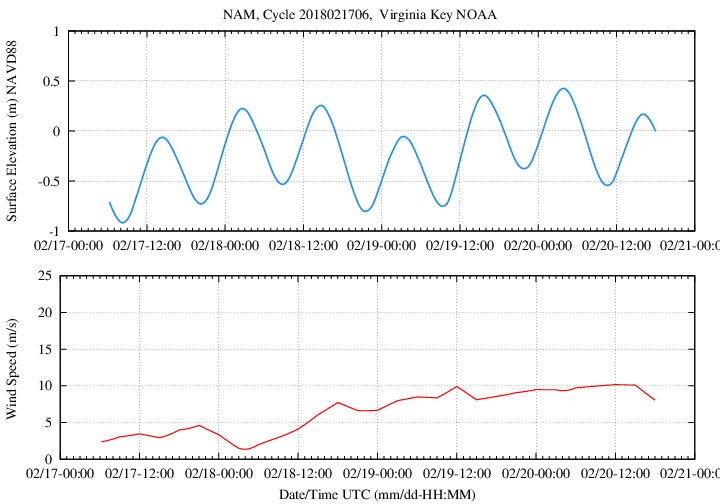 NAM, Cycle 2018021706,  Virginia Key NOAA
Surface Elevation (m) NAVD88
1
0.5
0
-0.5
-1
02/17-00:00 02/17-12:00 02/18-00:00 02/18-12:00 02/19-00:00 02/19-12:00 02/20-00:00 02/20-12:00 02/21-00:00
Wind Speed (m/s)
25
20
15
10
5
0
02/17-00:00 02/17-12:00 02/18-00:00 02/18-12:00 02/19-00:00 02/19-12:00 02/20-00:00 02/20-12:00 02/21-00:00
Date/Time UTC (mm/dd-HH:MM)